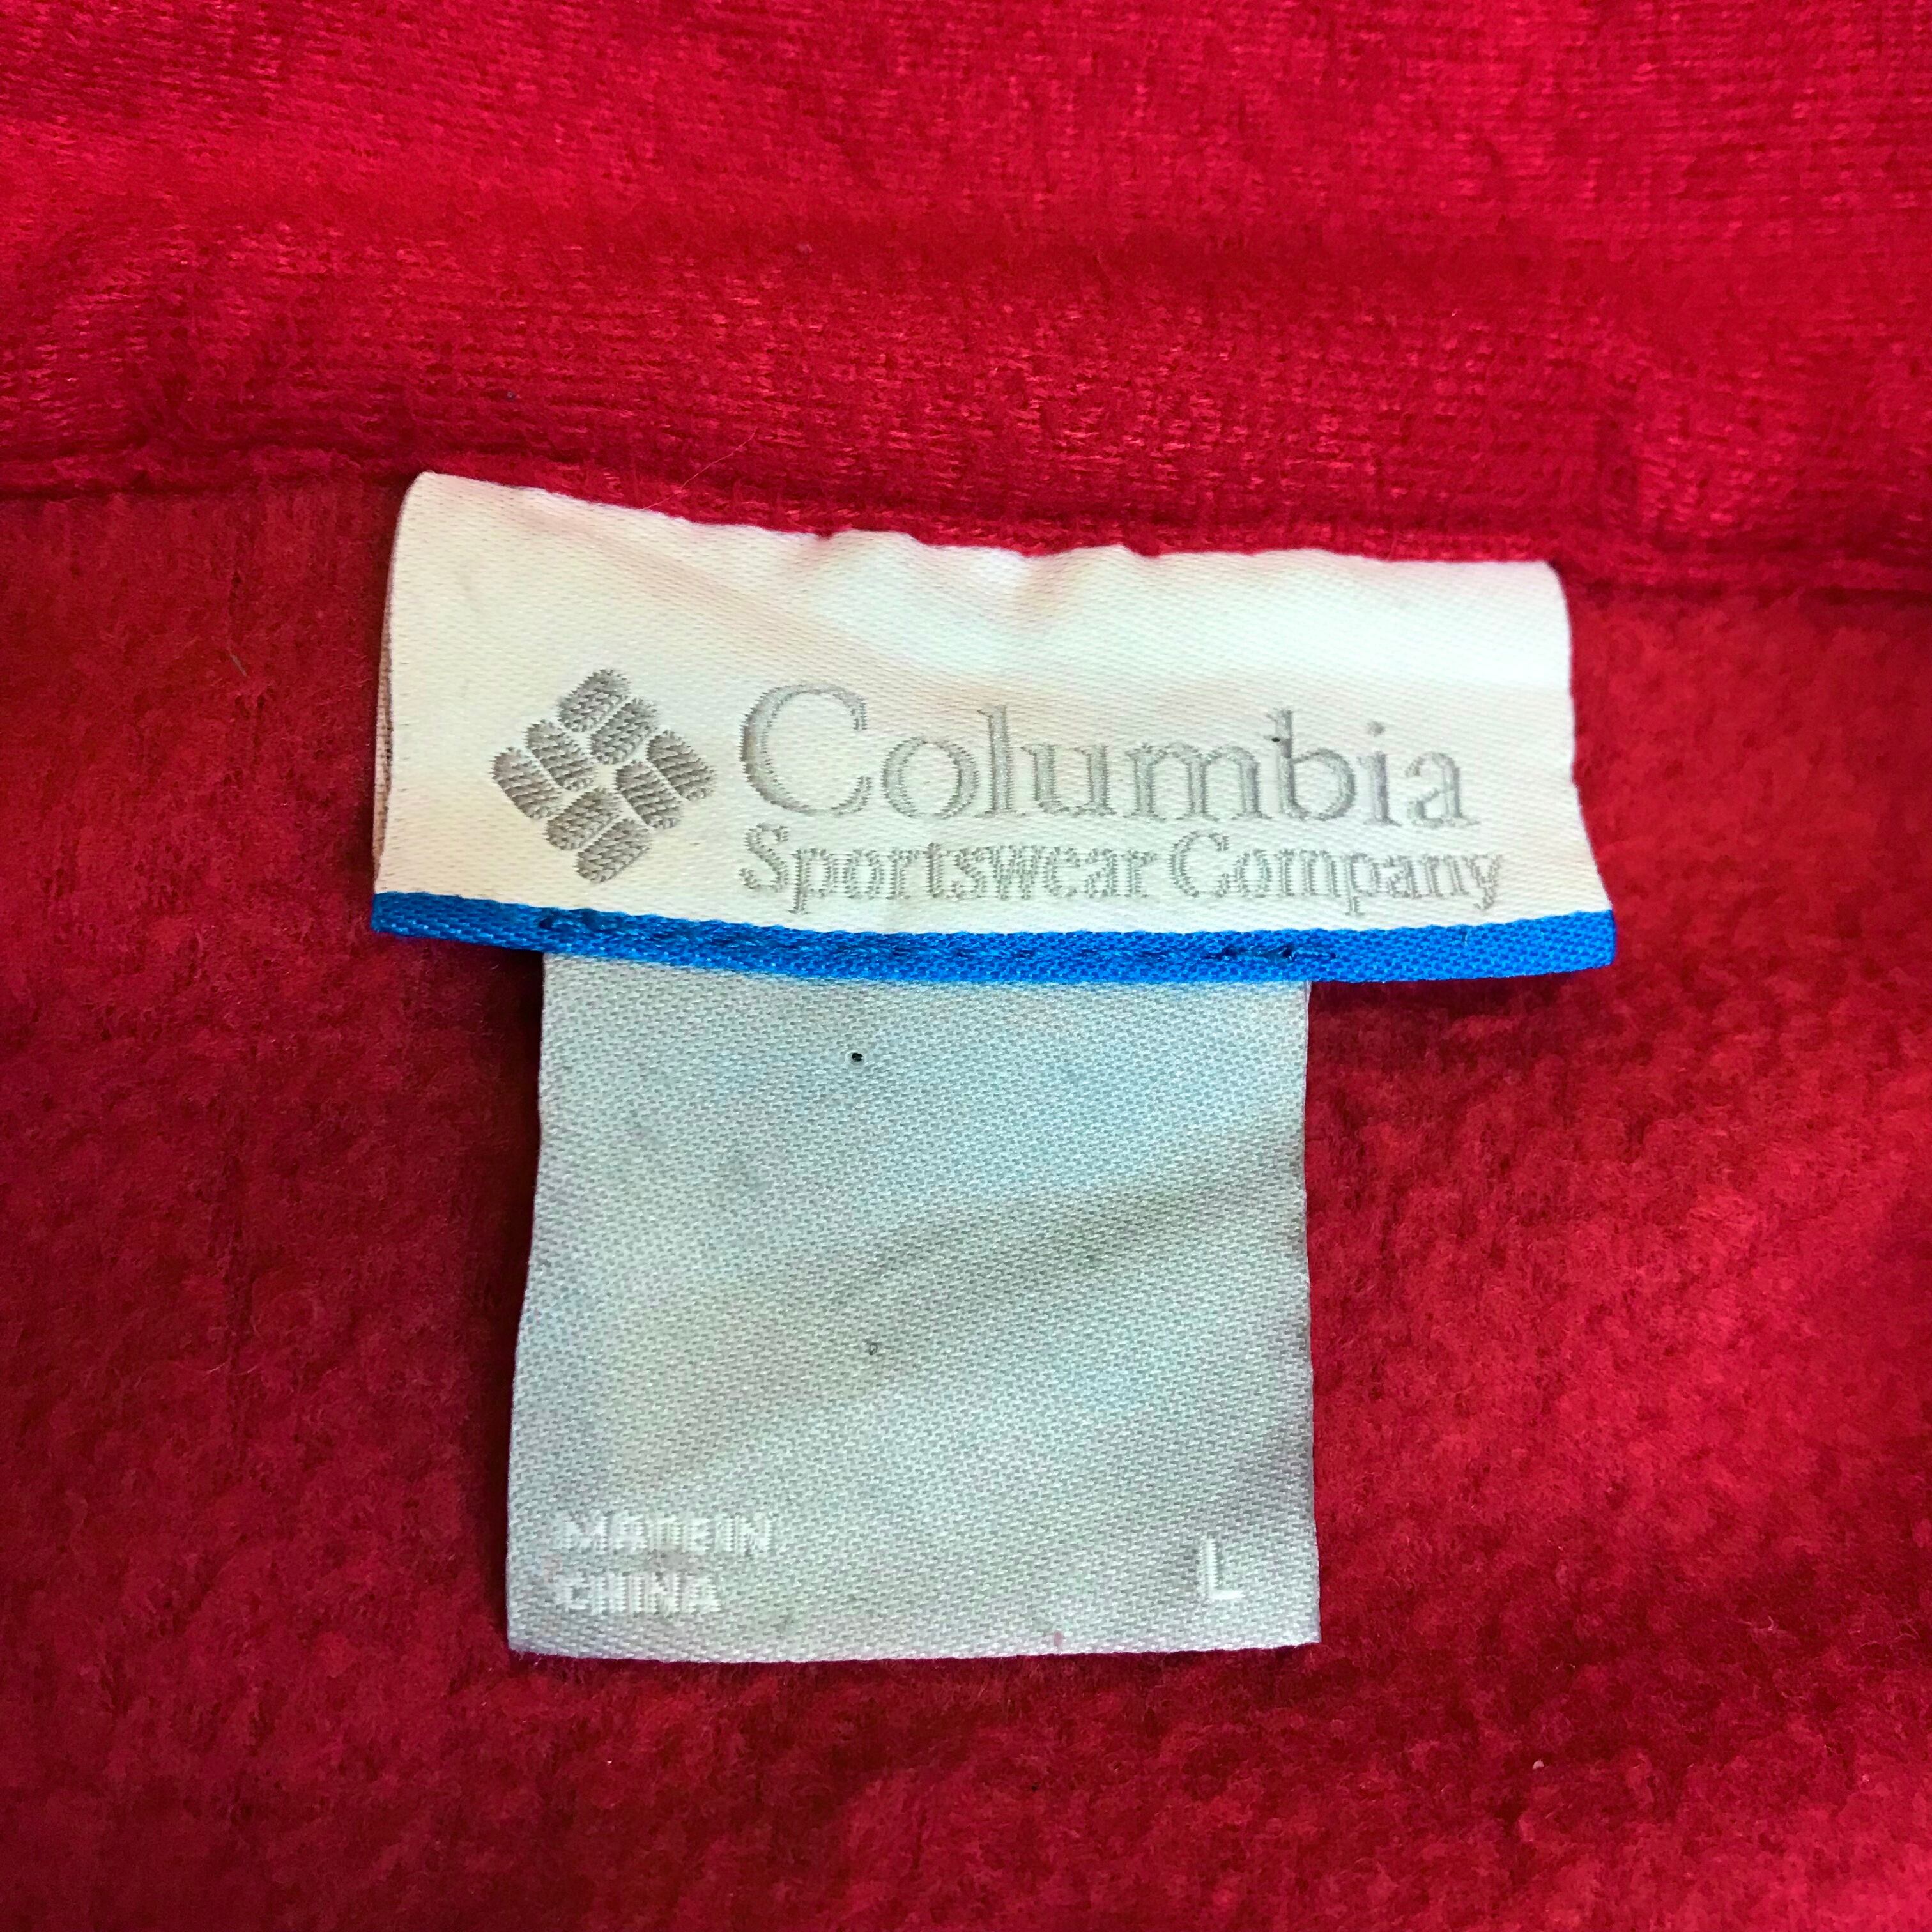 Columbia
Sportswear Company
MADE IN
CHINA
L